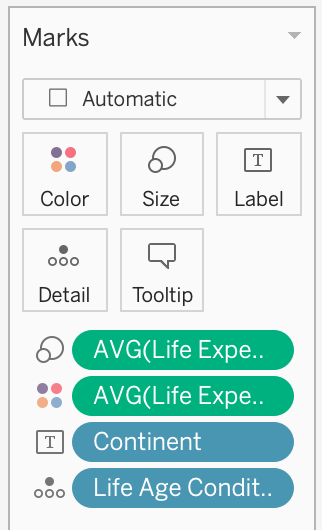 Marks
Automatic
Color
Size
T
Label
Detail
Tooltip
AVG(Life Expe..
AVG(Life Expe..
T
Continent
Life Age Condit..